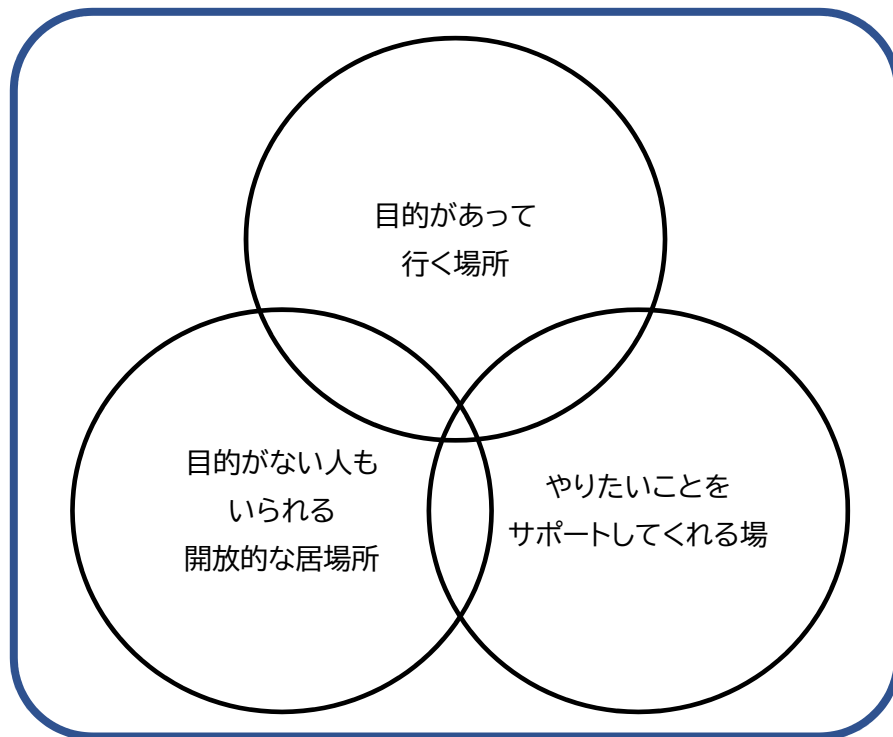 目的があって
行く場所
目的がない人も
いられる
開放的な居場所
やりたいことを
サポートしてくれる場